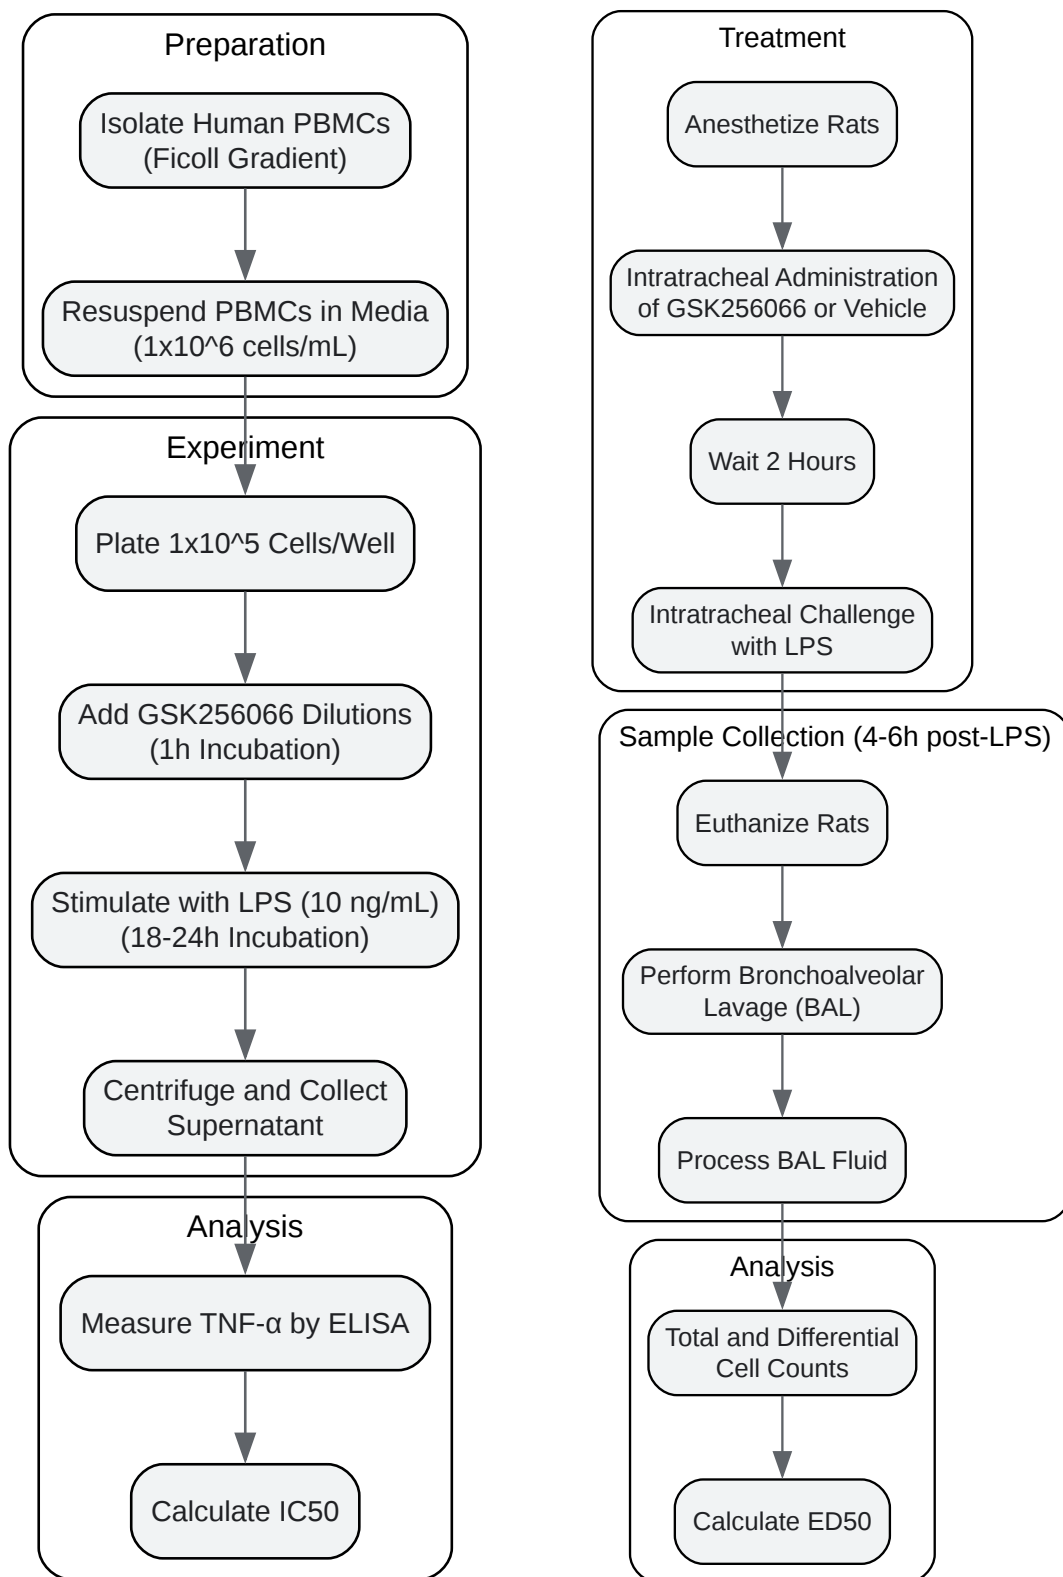 Preparation
Isolate Human PBMCs
(Ficoll Gradient)
Resuspend PBMCs in Media
(1x10^6 cells/mL)
Experiment
Plate 1x10^5 Cells/Well
Add GSK256066 Dilutions
(1h Incubation)
Stimulate with LPS (10 ng/mL)
(18-24h Incubation)
Centrifuge and Collect
Supernatant
Analysis
Measure TNF-α by ELISA
Calculate IC50
Treatment
Anesthetize Rats
Intratracheal Administration
of GSK256066 or Vehicle
Wait 2 Hours
Intratracheal Challenge
with LPS
Sample Collection (4-6h post-LPS)
Euthanize Rats
Perform Bronchoalveolar
Lavage (BAL)
Process BAL Fluid
Analysis
Total and Differential
Cell Counts
Calculate ED50